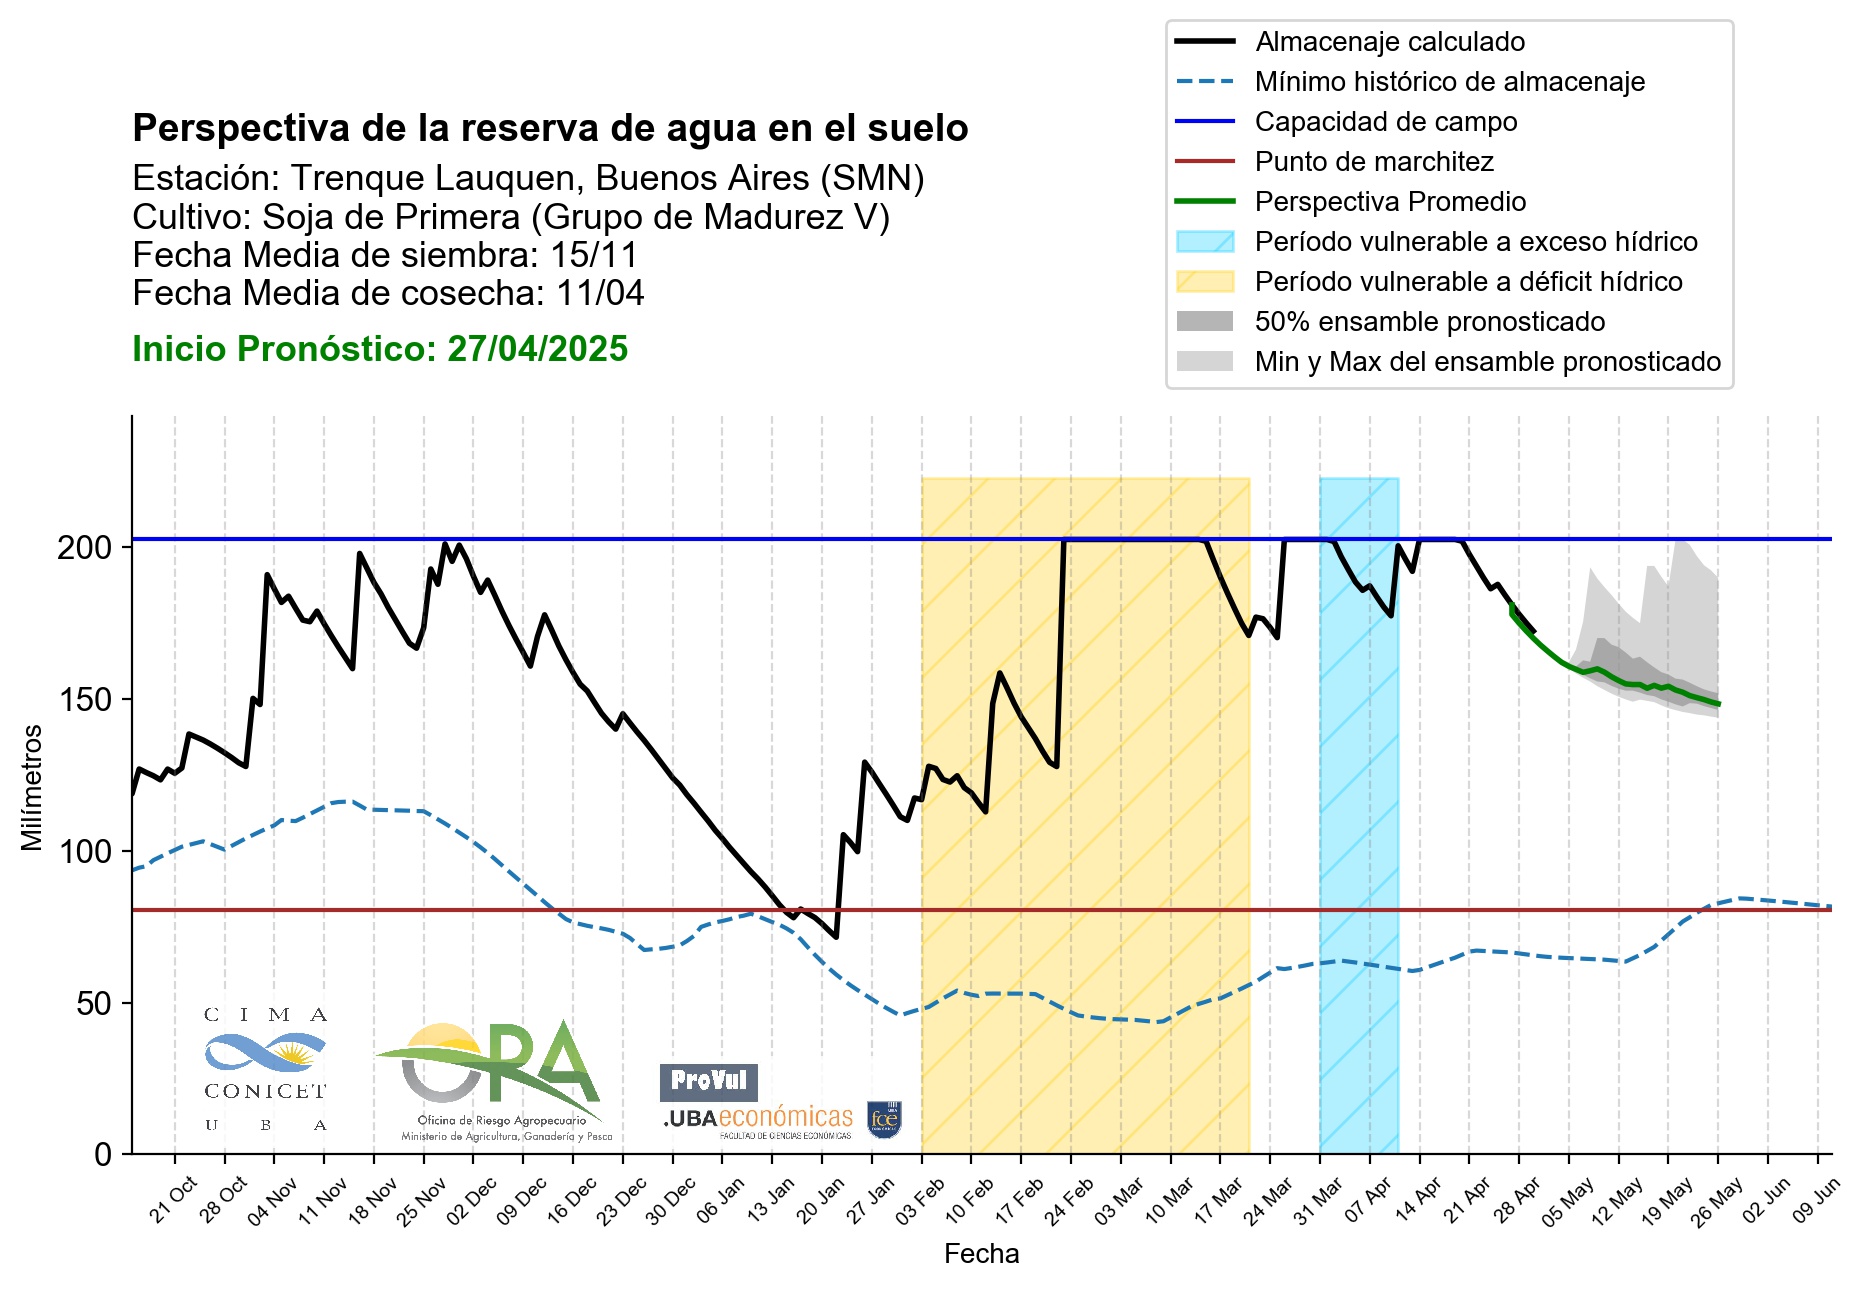 Almacenaje calculado
Mínimo histórico de almacenaje
Capacidad de campo
Punto de marchitez
Perspectiva Promedio
Período vulnerable a exceso hídrico
Período vulnerable a déficit hídrico
50% ensamble pronosticado
Min y Max del ensamble pronosticado
Perspectiva de la reserva de agua en el suelo
Estación: Trenque Lauquen, Buenos Aires (SMN)
Cultivo: Soja de Primera (Grupo de Madurez V)
Fecha Media de siembra: 15/11
Fecha Media de cosecha: 11/04
Inicio Pronóstico: 27/04/2025
Milímetros
200
150
100
50
0
CIMA
CONICET
UBA
ORA
Oficina de Riesgo Agropecuario
Ministerio de Agricultura, Ganadería y Pesca
ProVul
.UBAeconómicas
FACULTAD DE CIENCIAS ECONÓMICAS
UBA
fce
ECONÓMICAS
21 Oct
28 Oct
04 Nov
11 Nov
18 Nov
25 Nov
02 Dec
09 Dec
16 Dec
23 Dec
30 Dec
06 Jan
13 Jan
20 Jan
27 Jan
03 Feb
10 Feb
17 Feb
24 Feb
03 Mar
10 Mar
17 Mar
24 Mar
31 Mar
07 Apr
14 Apr
21 Apr
28 Apr
05 May
12 May
19 May
26 May
02 Jun
09 Jun
Fecha